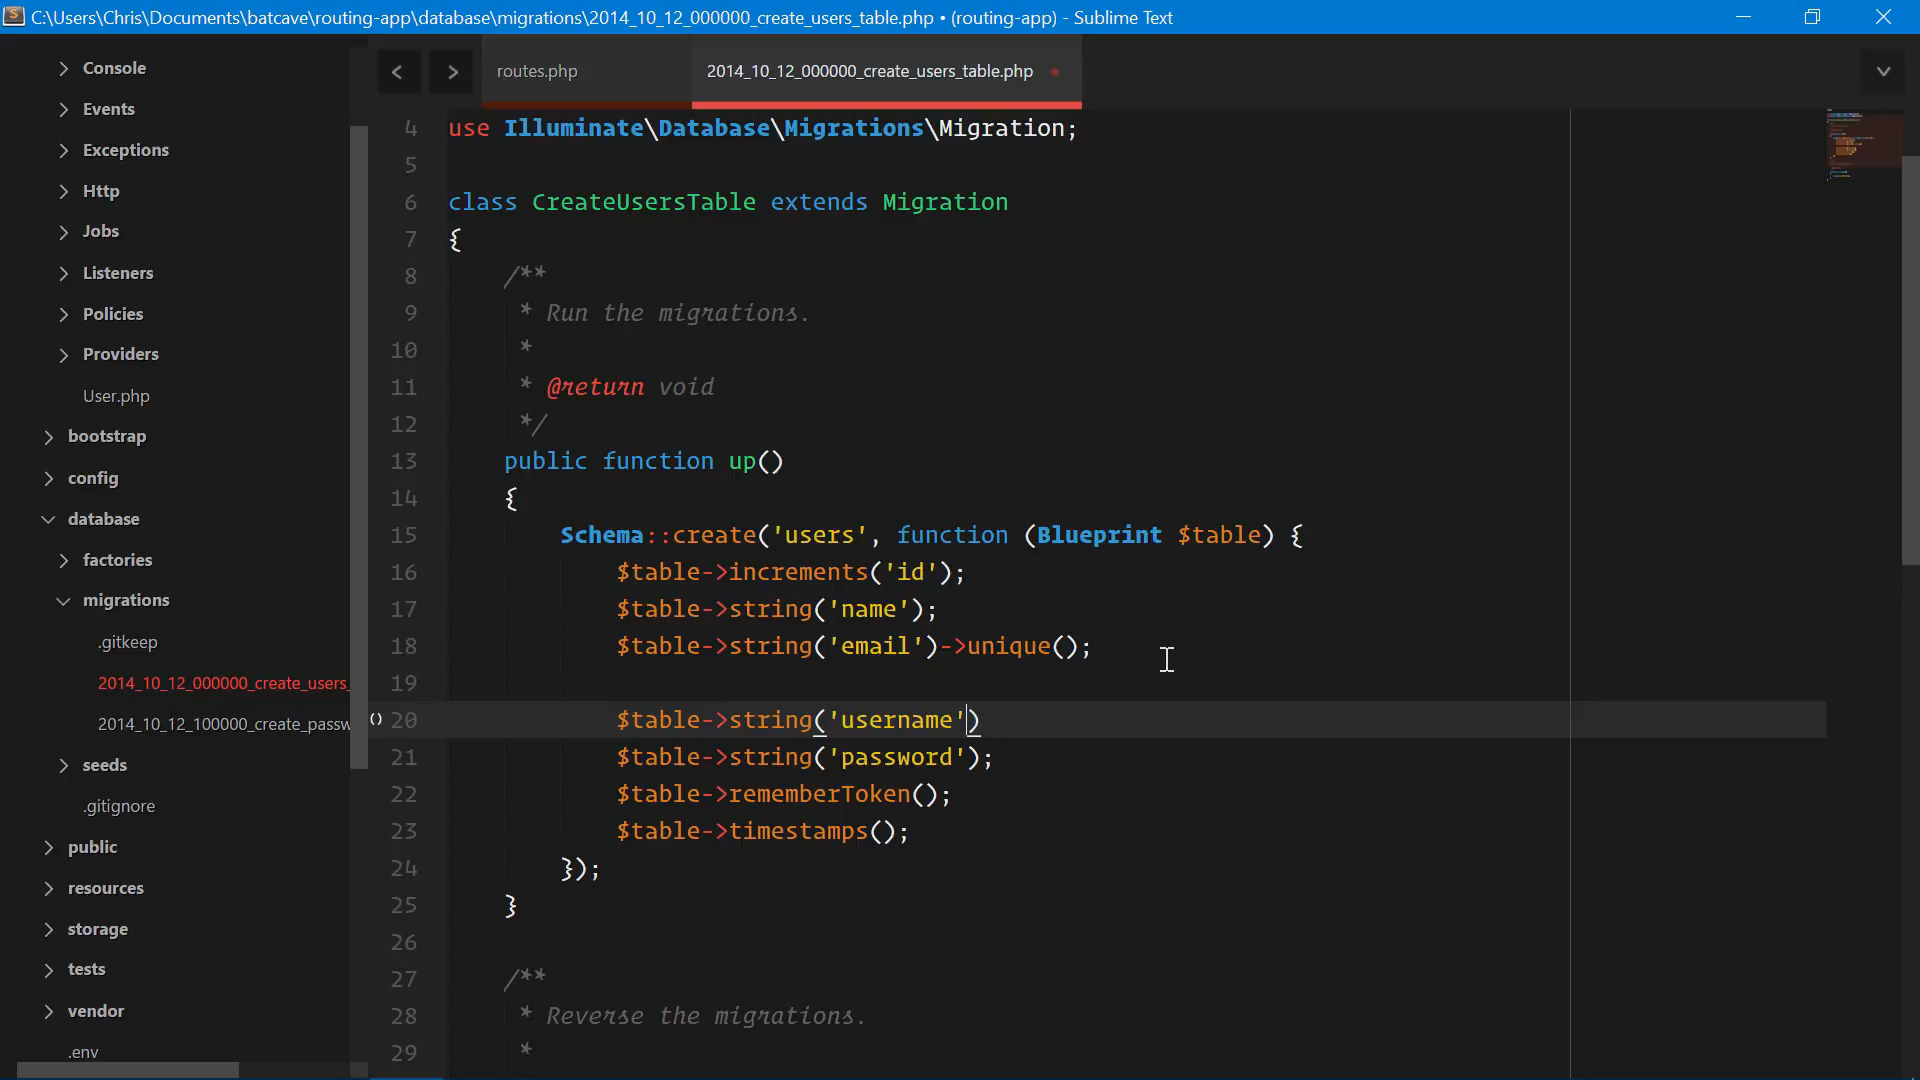 C:\Users\Chris\Documents\batcave\routing-app\database\migrations\2014_10_12_000000_create_users_table.php • (routing-app) - Sublime Text
routes.php
2014_10_12_000000_create_users_table.php
Console
Events
Exceptions
Http
Jobs
Listeners
Policies
Providers
User.php
bootstrap
config
database
factories
migrations
.gitkeep
2014_10_12_000000_create_users_
2014_10_12_100000_create_passw
seeds
.gitignore
public
resources
storage
tests
vendor
.env
4 use Illuminate\Database\Migrations\Migration;
5
6 class CreateUsersTable extends Migration
7 {
8 /**
9 * Run the migrations.
10 *
11 * @return void
12 */
13 public function up()
14 {
15 Schema::create('users', function (Blueprint $table) {
16 $table->increments('id');
17 $table->string('name');
18 $table->string('email')->unique();
19
() 20 $table->string('username')
21 $table->string('password');
22 $table->rememberToken();
23 $table->timestamps();
24 });
25 }
26
27 /**
28 * Reverse the migrations.
29 *